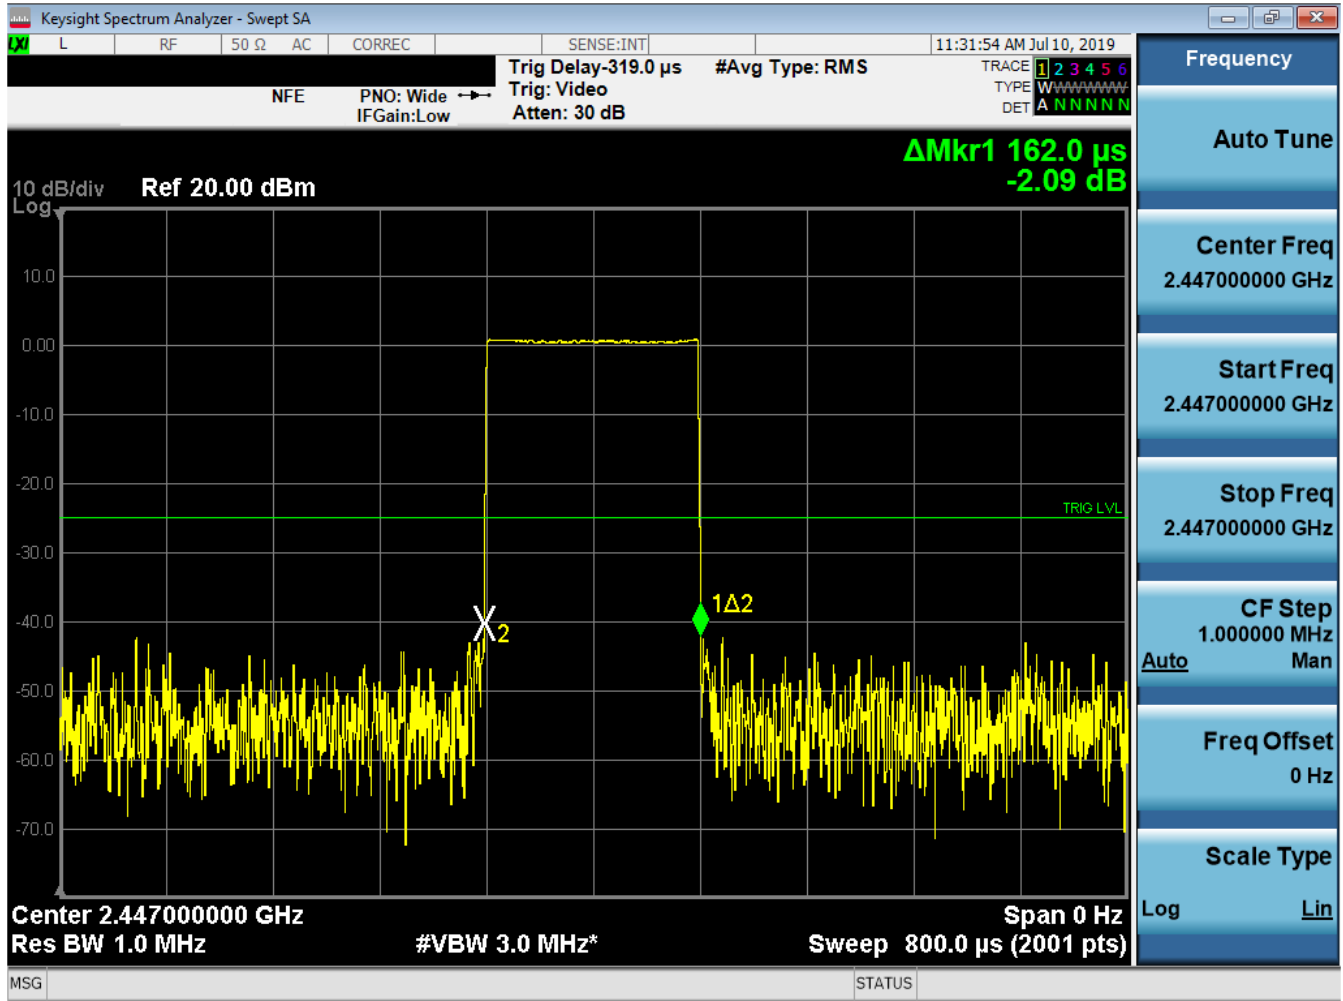 Keysight Spectrum Analyzer - Swept SA
LXI L RF 50 Ω AC CORREC SENSE:INT 11:31:54 AM Jul 10, 2019
NFE
PNO: Wide
IFGain:Low
Trig Delay-319.0 µs
Trig: Video
Atten: 30 dB
#Avg Type: RMS
TRACE 1 2 3 4 5 6
TYPE WWWWWW
DET A N N N N N
ΔMkr1 162.0 µs
-2.09 dB
10 dB/div
Log
Ref 20.00 dBm
10.0
0.00
-10.0
-20.0
TRIG LVL
-30.0
-40.0
2
1Δ2
-50.0
-60.0
-70.0
Center 2.447000000 GHz
Span 0 Hz
Res BW 1.0 MHz
#VBW 3.0 MHz*
Sweep 800.0 µs (2001 pts)
MSG
STATUS
Frequency
Auto Tune
Center Freq
2.447000000 GHz
Start Freq
2.447000000 GHz
Stop Freq
2.447000000 GHz
CF Step
1.000000 MHz
Auto Man
Freq Offset
0 Hz
Scale Type
Log Lin